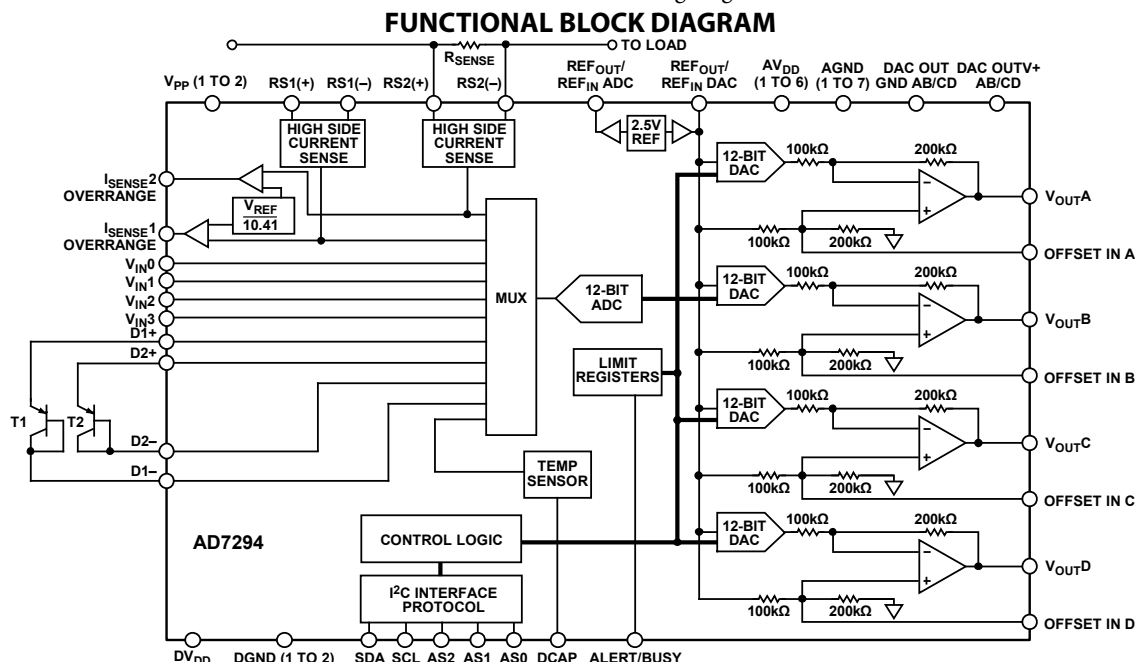 FUNCTIONAL BLOCK DIAGRAM
TO LOAD
RSENSE
VPP (1 TO 2)
RS1(+)
RS1(–)
RS2(+)
RS2(–)
REFOUT/
REFIN ADC
REFOUT/
REFIN DAC
AVDD
(1 TO 6)
AGND
(1 TO 7)
DAC OUT
GND AB/CD
DAC OUTV+
AB/CD
HIGH SIDE
CURRENT
SENSE
HIGH SIDE
CURRENT
SENSE
2.5V
REF
12-BIT
DAC
100kΩ
200kΩ
–
+
VOUTA
100kΩ
200kΩ
OFFSET IN A
ISENSE2
OVERRANGE
VREF
10.41
ISENSE1
OVERRANGE
VIN0
VIN1
VIN2
VIN3
D1+
D2+
MUX
12-BIT
ADC
12-BIT
DAC
100kΩ
200kΩ
–
+
VOUTB
100kΩ
200kΩ
OFFSET IN B
LIMIT
REGISTERS
T1
T2
D2–
D1–
12-BIT
DAC
100kΩ
200kΩ
–
+
VOUTC
100kΩ
200kΩ
OFFSET IN C
TEMP
SENSOR
AD7294
CONTROL LOGIC
I2C INTERFACE
PROTOCOL
12-BIT
DAC
100kΩ
200kΩ
–
+
VOUTD
100kΩ
200kΩ
OFFSET IN D
DVDD
DGND (1 TO 2)
SDA
SCL
AS2
AS1
AS0
DCAP
ALERT/BUSY